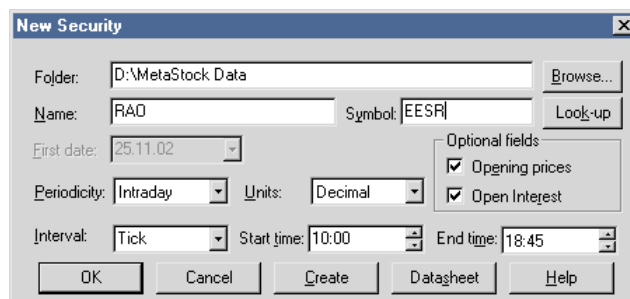 New Security
Folder: D:\MetaStock Data Browse...
Name: RAO Symbol: EESR Look-up
First date: 25.11.02 Optional fields
Opening prices
Periodicity: Intraday Units: Decimal Open Interest
Interval: Tick Start time: 10:00 End time: 18:45
OK Cancel Create Datasheet Help